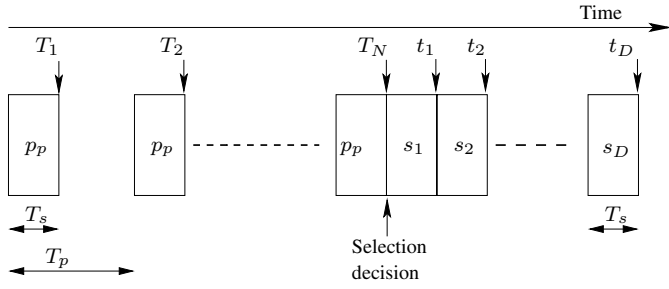 Time
T_1 T_2 T_N t_1 t_2 t_D
p_p p_p p_p s_1 s_2 s_D
T_s T_s
T_p
Selection
decision